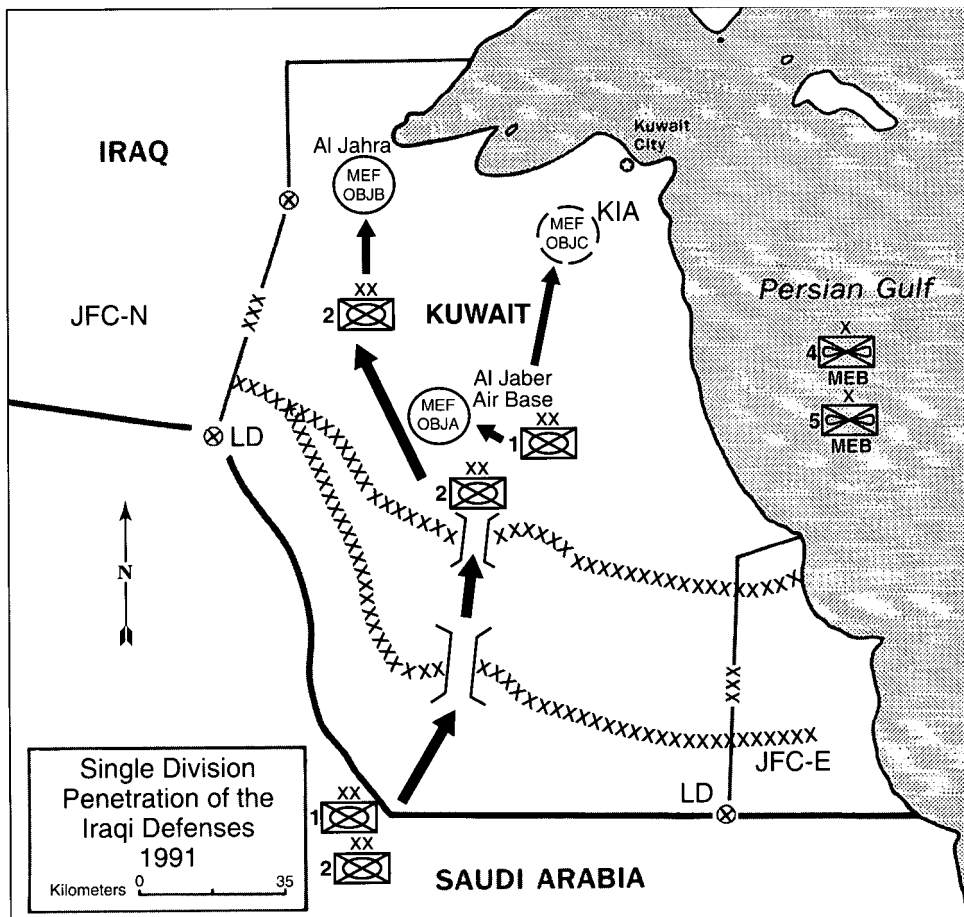 IRAQ
Al Jahra
MEF
OBJB
Kuwait
City
MEF
OBJC
KIA
JFC-N
XXX
XX
2
KUWAIT
Persian Gulf
X
4
MEB
X
5
MEB
Al Jaber
Air Base
MEF
OBJA
XX
1
LD
XX
2
N
XXX
JFC-E
LD
Single Division
Penetration of the
Iraqi Defenses
1991
Kilometers 0 35
XX
1
XX
2
SAUDI ARABIA